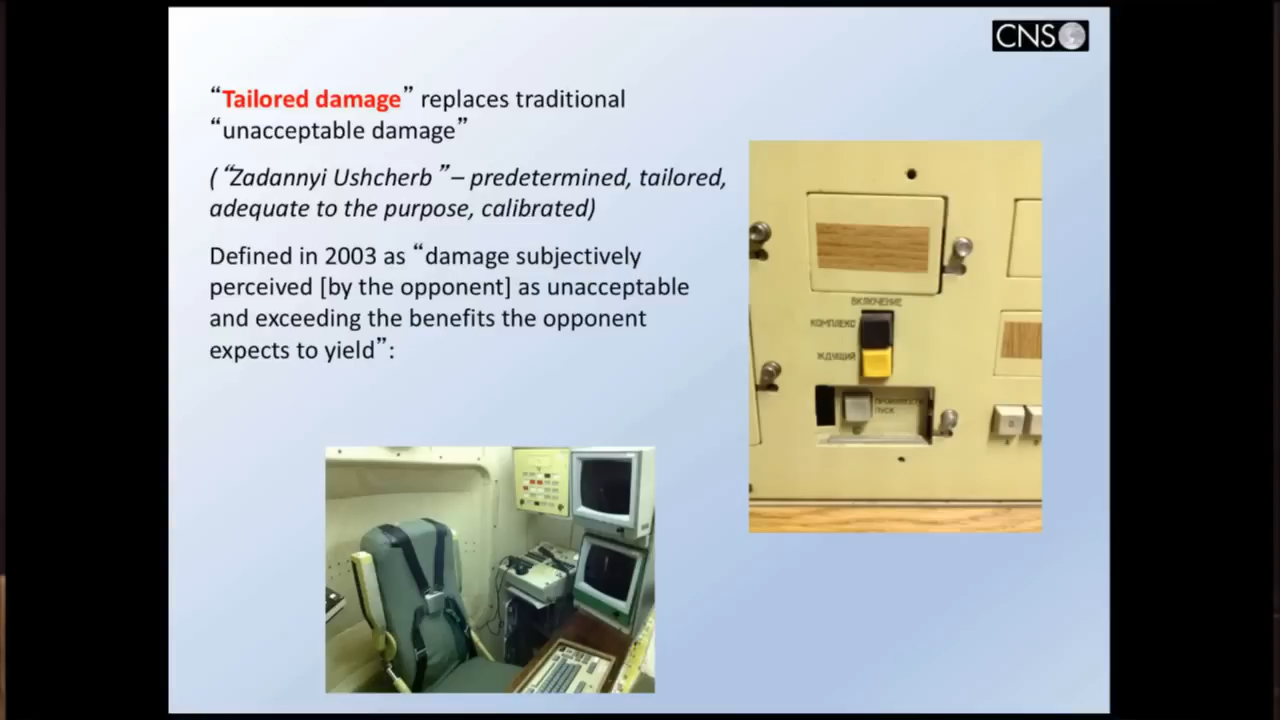 CNS
“Tailored damage” replaces traditional
“unacceptable damage”
(“Zadannyi Ushcherb”– predetermined, tailored,
adequate to the purpose, calibrated)
Defined in 2003 as “damage subjectively
perceived [by the opponent] as unacceptable
and exceeding the benefits the opponent
expects to yield”:
ВКЛЮЧЕНИЕ
КОМПЛЕКС
ЖДУЩИЙ
ПРОИЗВЕСТИ
ПУСК